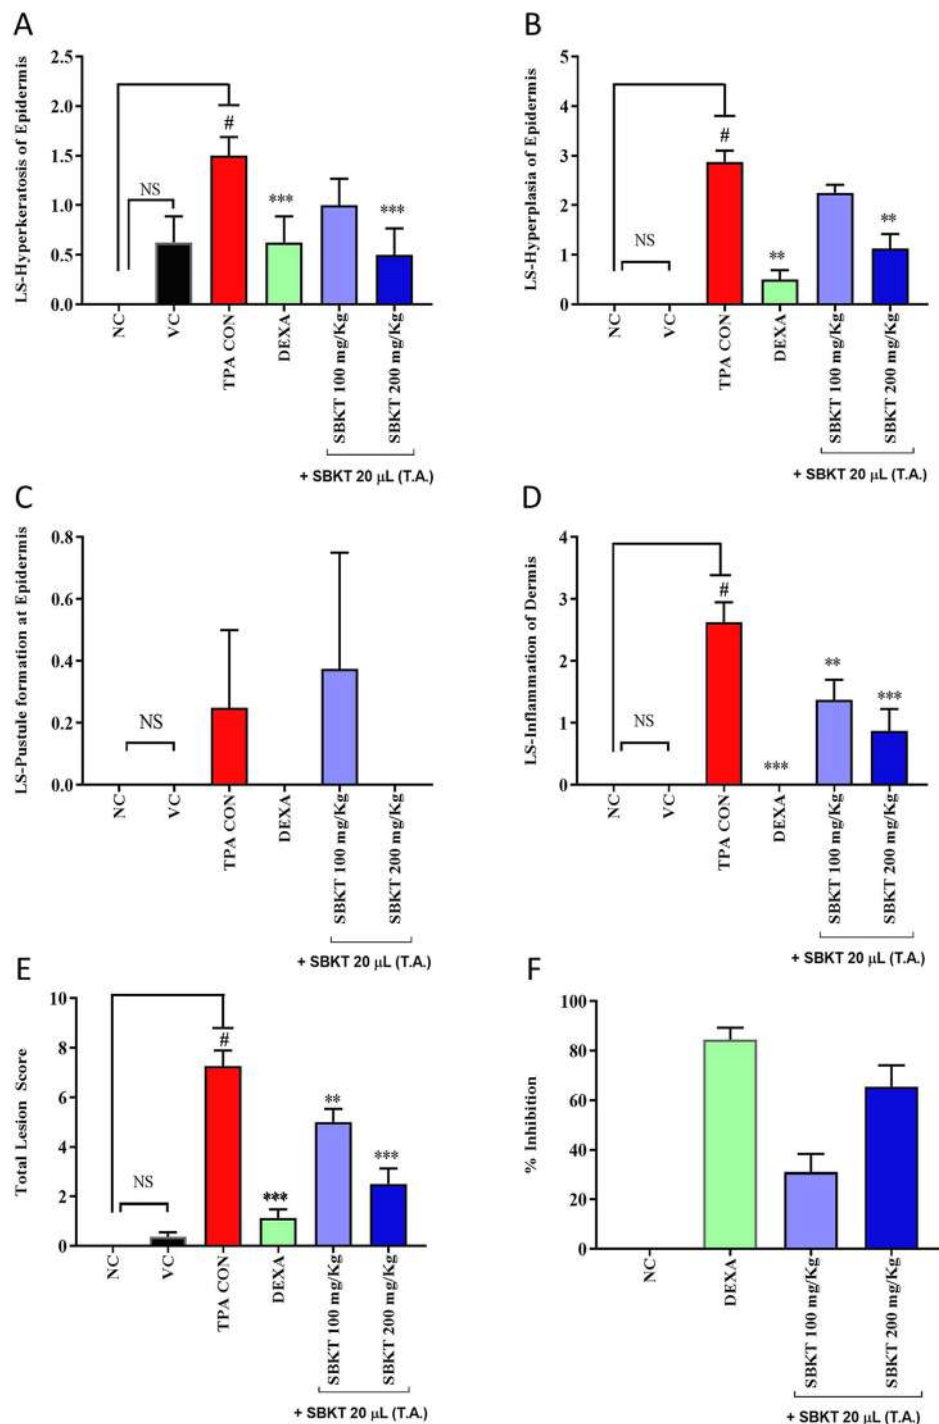 A
LS-Hyperkeratosis of Epidermis
2.5
2.0
1.5
1.0
0.5
0.0
NS
#
***
***
NC
VC
TPA CON
DEXA
SBKT 100 mg/Kg
SBKT 200 mg/Kg
+ SBKT 20 µL (T.A.)
B
LS-Hyperplasia of Epidermis
5
4
3
2
1
0
NS
#
**
**
NC
VC
TPA CON
DEXA
SBKT 100 mg/Kg
SBKT 200 mg/Kg
+ SBKT 20 µL (T.A.)
C
LS-Pustule formation at Epidermis
0.8
0.6
0.4
0.2
0.0
NS
NC
VC
TPA CON
DEXA
SBKT 100 mg/Kg
SBKT 200 mg/Kg
+ SBKT 20 µL (T.A.)
D
LS-Inflammation of Dermis
4
3
2
1
0
NS
#
***
**
***
NC
VC
TPA CON
DEXA
SBKT 100 mg/Kg
SBKT 200 mg/Kg
+ SBKT 20 µL (T.A.)
E
Total Lesion Score
10
8
6
4
2
0
NS
#
***
**
***
NC
VC
TPA CON
DEXA
SBKT 100 mg/Kg
SBKT 200 mg/Kg
+ SBKT 20 µL (T.A.)
F
% Inhibition
100
80
60
40
20
0
NC
DEXA
SBKT 100 mg/Kg
SBKT 200 mg/Kg
+ SBKT 20 µL (T.A.)